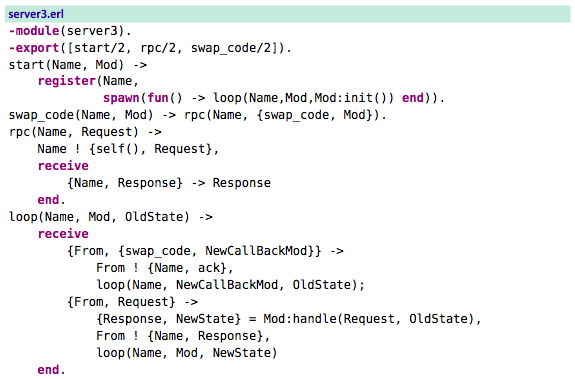 server3.erl
-module(server3).
-export([start/2, rpc/2, swap_code/2]).
start(Name, Mod) ->
    register(Name,
             spawn(fun() -> loop(Name,Mod,Mod:init()) end)).
swap_code(Name, Mod) -> rpc(Name, {swap_code, Mod}).
rpc(Name, Request) ->
    Name ! {self(), Request},
    receive
        {Name, Response} -> Response
    end.
loop(Name, Mod, OldState) ->
    receive
        {From, {swap_code, NewCallBackMod}} ->
            From ! {Name, ack},
            loop(Name, NewCallBackMod, OldState);
        {From, Request} ->
            {Response, NewState} = Mod:handle(Request, OldState),
            From ! {Name, Response},
            loop(Name, Mod, NewState)
    end.